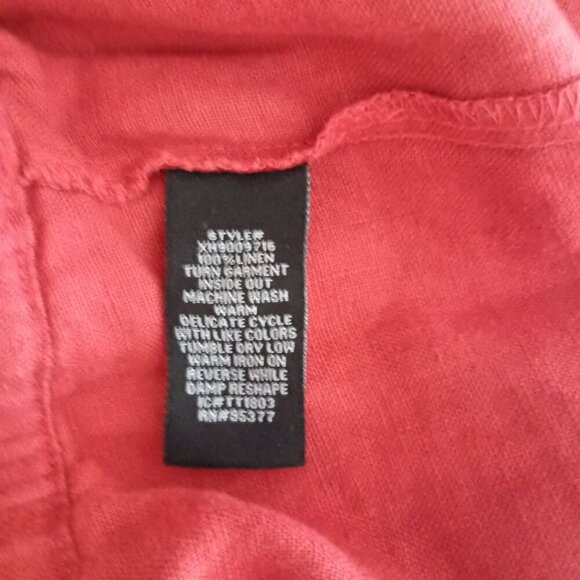 STYLE#
XH9009716
100%LINEN
TURN GARMENT
INSIDE OUT
MACHINE WASH
WARM
DELICATE CYCLE
WITH LIKE COLORS
TUMBLE DRY LOW
WARM IRON ON
REVERSE WHILE
DAMP RESHAPE
IC#TT1803
RN#95377